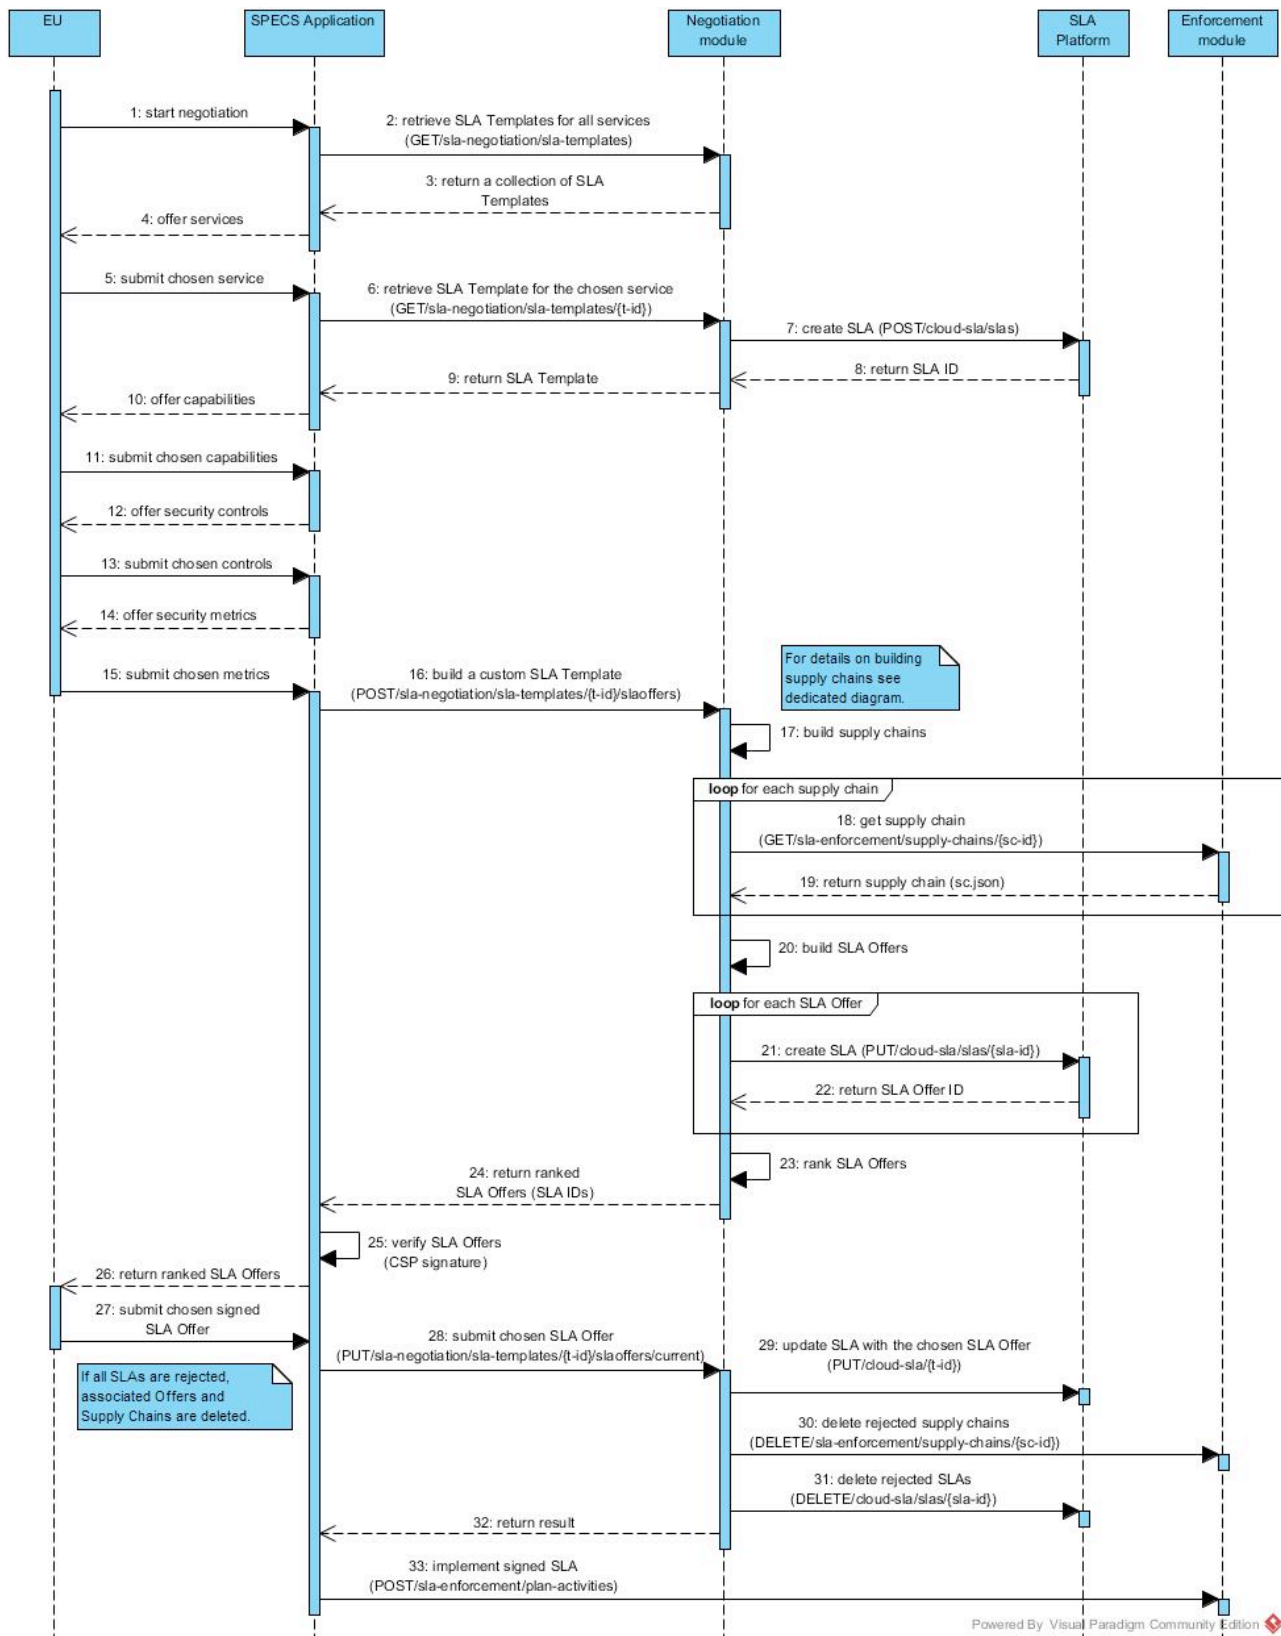 EU
SPECS Application
Negotiation
module
SLA
Platform
Enforcement
module
1: start negotiation
2: retrieve SLA Templates for all services
(GET/sla-negotiation/sla-templates)
3: return a collection of SLA
Templates
4: offer services
5: submit chosen service
6: retrieve SLA Template for the chosen service
(GET/sla-negotiation/sla-templates/{t-id})
7: create SLA (POST/cloud-sla/slas)
8: return SLA ID
9: return SLA Template
10: offer capabilities
11: submit chosen capabilities
12: offer security controls
13: submit chosen controls
14: offer security metrics
15: submit chosen metrics
16: build a custom SLA Template
(POST/sla-negotiation/sla-templates/{t-id}/slaoffers)
For details on building
supply chains see
dedicated diagram.
17: build supply chains
loop for each supply chain
18: get supply chain
(GET/sla-enforcement/supply-chains/{sc-id})
19: return supply chain (sc.json)
20: build SLA Offers
loop for each SLA Offer
21: create SLA (PUT/cloud-sla/slas/{sla-id})
22: return SLA Offer ID
23: rank SLA Offers
24: return ranked
SLA Offers (SLA IDs)
25: verify SLA Offers
(CSP signature)
26: return ranked SLA Offers
27: submit chosen signed
SLA Offer
28: submit chosen SLA Offer
(PUT/sla-negotiation/sla-templates/{t-id}/slaoffers/current)
29: update SLA with the chosen SLA Offer
(PUT/cloud-sla/{t-id})
If all SLAs are rejected,
associated Offers and
Supply Chains are deleted.
30: delete rejected supply chains
(DELETE/sla-enforcement/supply-chains/{sc-id})
31: delete rejected SLAs
(DELETE/cloud-sla/slas/{sla-id})
32: return result
33: implement signed SLA
(POST/sla-enforcement/plan-activities)
Powered By Visual Paradigm Community Edition